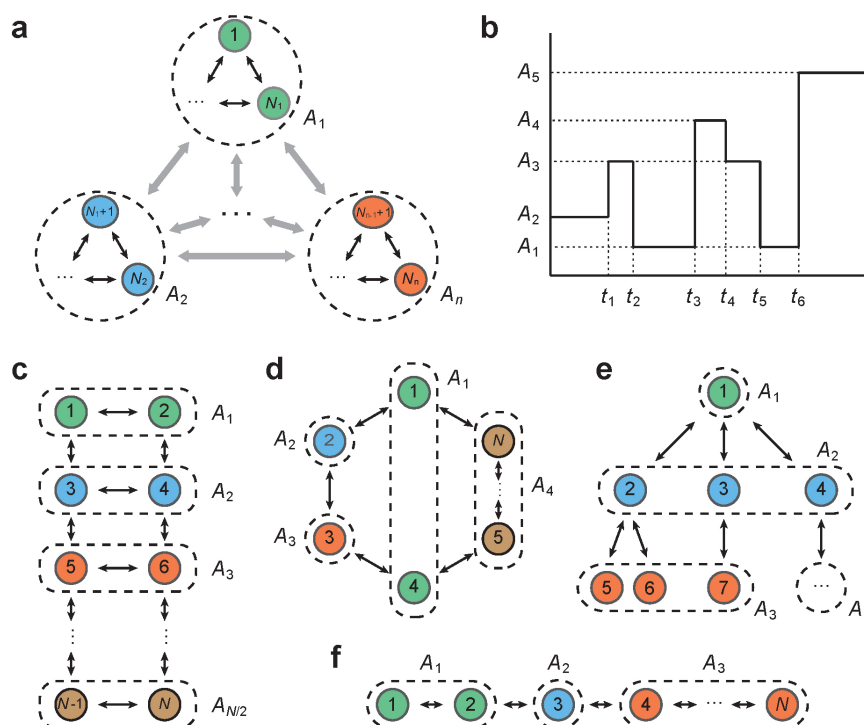 a
1
... N₁
A₁
N₁+1
... N₂
A₂
...
Nₙ₋₁+1
... Nₙ
Aₙ
b
A₅
A₄
A₃
A₂
A₁
t₁ t₂ t₃ t₄ t₅ t₆
c
1 2 A₁
3 4 A₂
5 6 A₃
⋮ ⋮
N-1 N A_N/2
d
A₁
1
A₂ 2 N
⋮ A₄
A₃ 3 5
4
e
1 A₁
A₂
2 3 4
5 6 7 ...
A₃ A
f
A₁ A₂ A₃
1 2 3 4 ... N